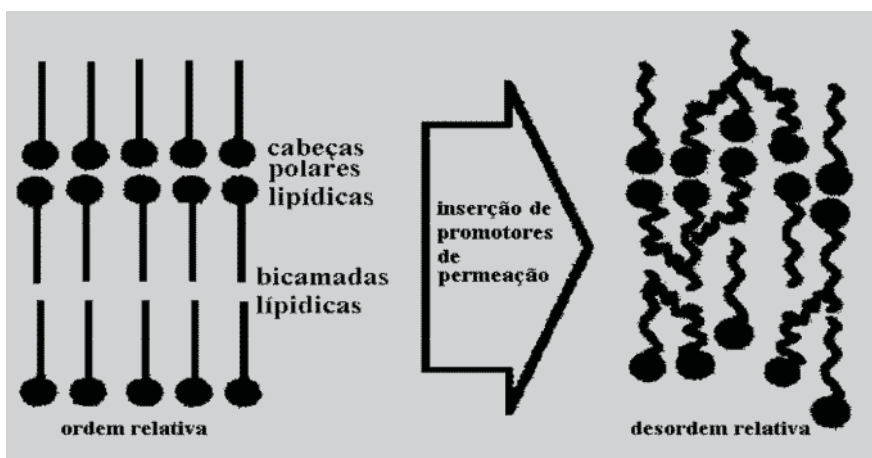 cabeças
polares
lipídicas
bicamadas
lípidicas
ordem relativa
inserção de
promotores
de
permeação
desordem relativa